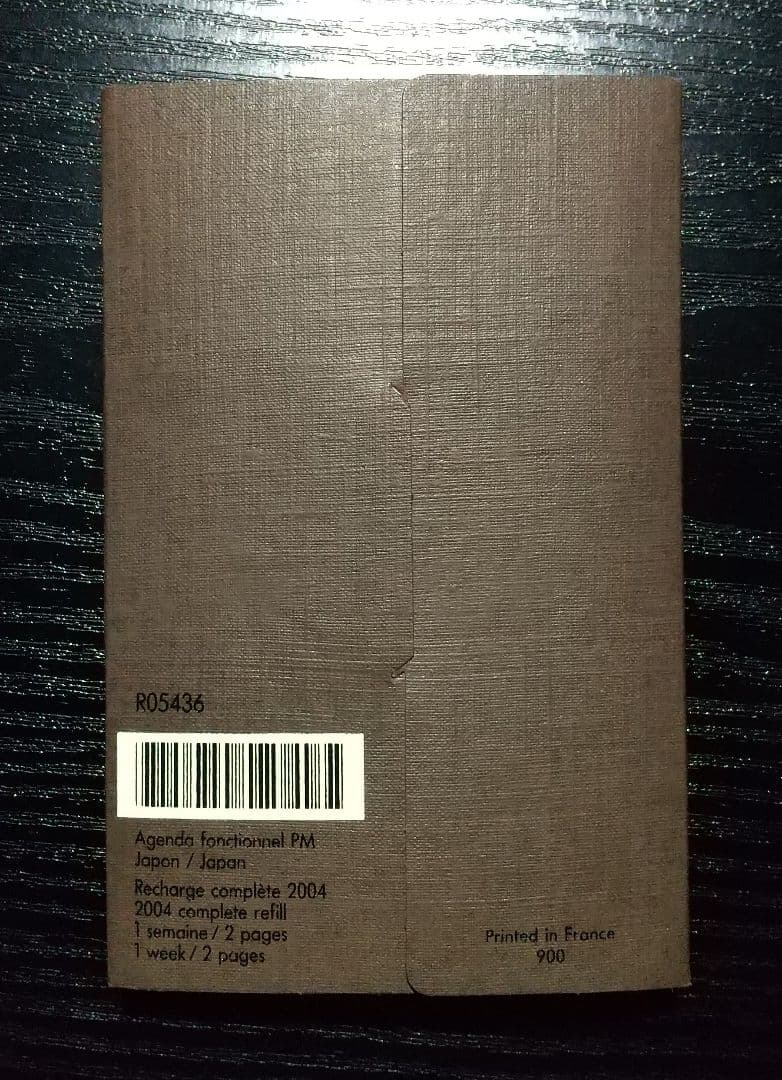 R05436
Agenda fonctionnel PM
Japon / Japan
Recharge complète 2004
2004 complete refill
1 semaine / 2 pages
1 week / 2 pages
Printed in France
900